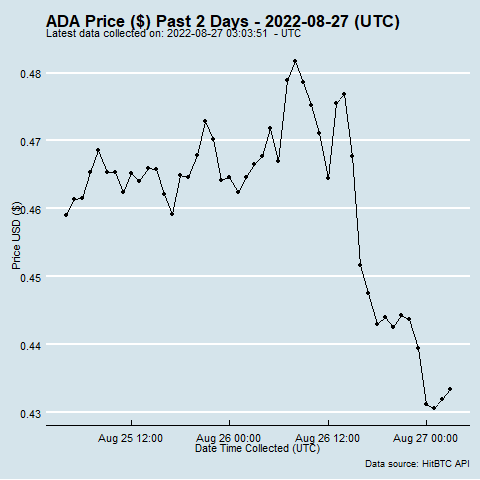 ADA Price ($) Past 2 Days - 2022-08-27 (UTC)
Latest data collected on: 2022-08-27 03:03:51 - UTC
0.48
0.47
0.46
0.45
0.44
0.43
Price USD ($)
Aug 25 12:00
Aug 26 00:00
Aug 26 12:00
Aug 27 00:00
Date Time Collected (UTC)
Data source: HitBTC API